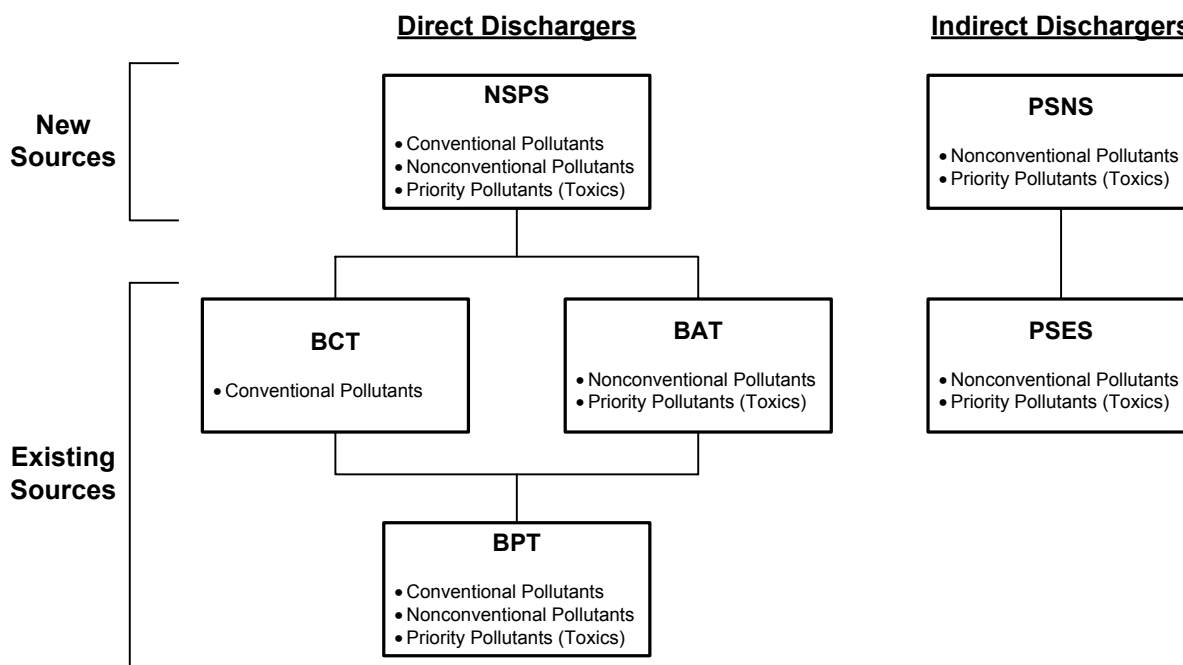 Direct Dischargers
Indirect Dischargers
New
Sources
NSPS
• Conventional Pollutants
• Nonconventional Pollutants
• Priority Pollutants (Toxics)
PSNS
• Nonconventional Pollutants
• Priority Pollutants (Toxics)
Existing
Sources
BCT
• Conventional Pollutants
BAT
• Nonconventional Pollutants
• Priority Pollutants (Toxics)
PSES
• Nonconventional Pollutants
• Priority Pollutants (Toxics)
BPT
• Conventional Pollutants
• Nonconventional Pollutants
• Priority Pollutants (Toxics)